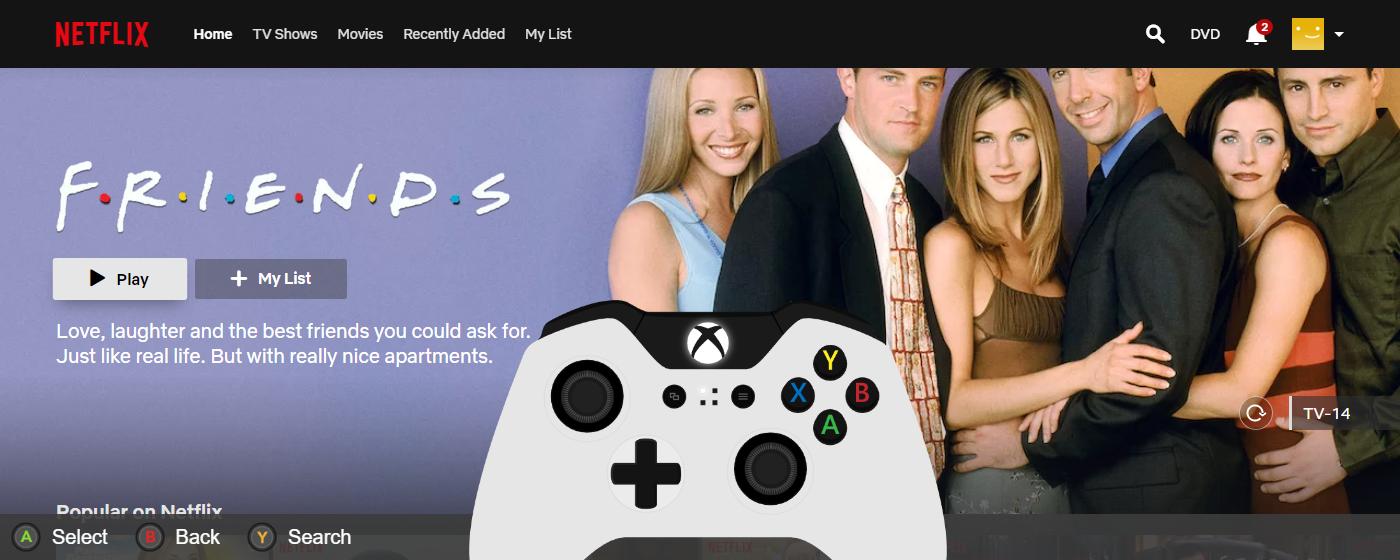 NETFLIX Home TV Shows Movies Recently Added My List DVD 2
F•R•I•E•N•D•S
Play My List
Love, laughter and the best friends you could ask for.
Just like real life. But with really nice apartments.
Y
X B
A
TV-14
Popular on Netflix
A Select B Back Y Search
NETFLIX NETFLIX